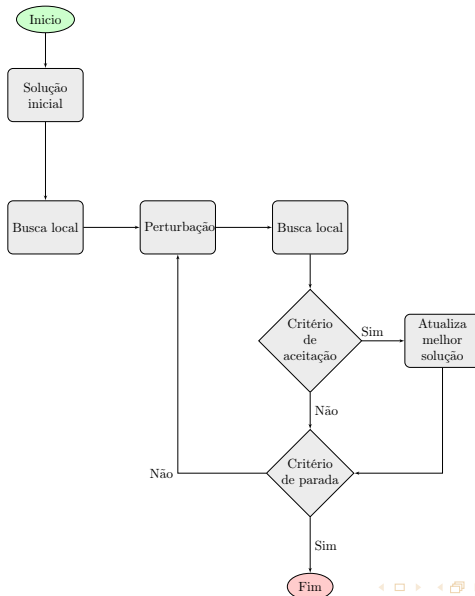 Inicio
Solução
inicial
Busca local
Perturbação
Busca local
Critério
de
aceitação
Sim
Atualiza
melhor
solução
Não
Critério
de parada
Não
Sim
Fim